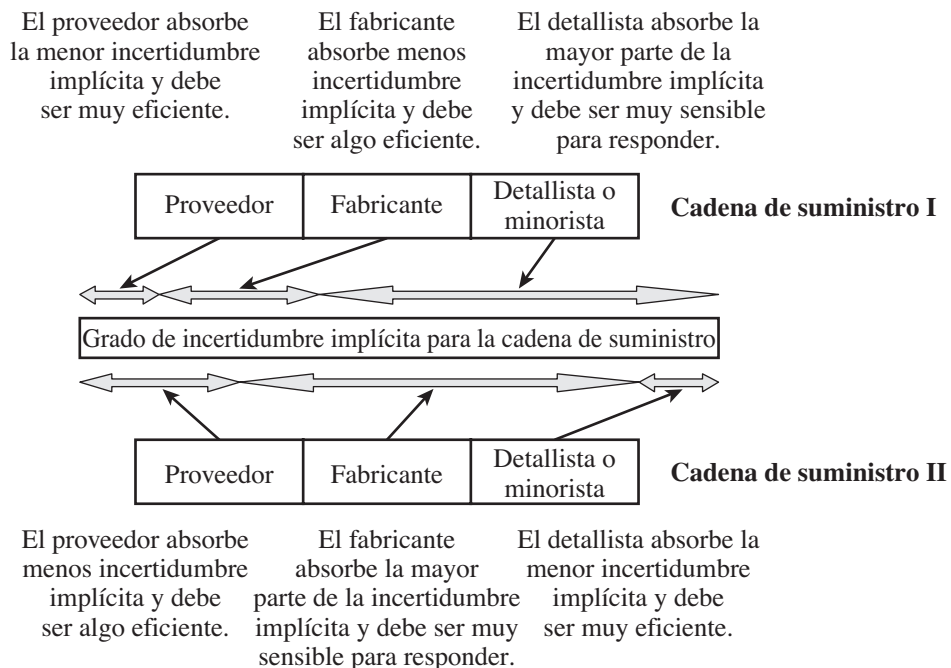 El proveedor absorbe
la menor incertidumbre
implícita y debe
ser muy eficiente.
El fabricante
absorbe menos
incertidumbre
implícita y debe
ser algo eficiente.
El detallista absorbe la
mayor parte de la
incertidumbre implícita
y debe ser muy sensible
para responder.
Proveedor
Fabricante
Detallista o
minorista
Cadena de suministro I
Grado de incertidumbre implícita para la cadena de suministro
Proveedor
Fabricante
Detallista o
minorista
Cadena de suministro II
El proveedor absorbe
menos incertidumbre
implícita y debe
ser algo eficiente.
El fabricante
absorbe la mayor
parte de la incertidumbre
implícita y debe ser muy
sensible para responder.
El detallista absorbe la
menor incertidumbre
implícita y debe
ser muy eficiente.